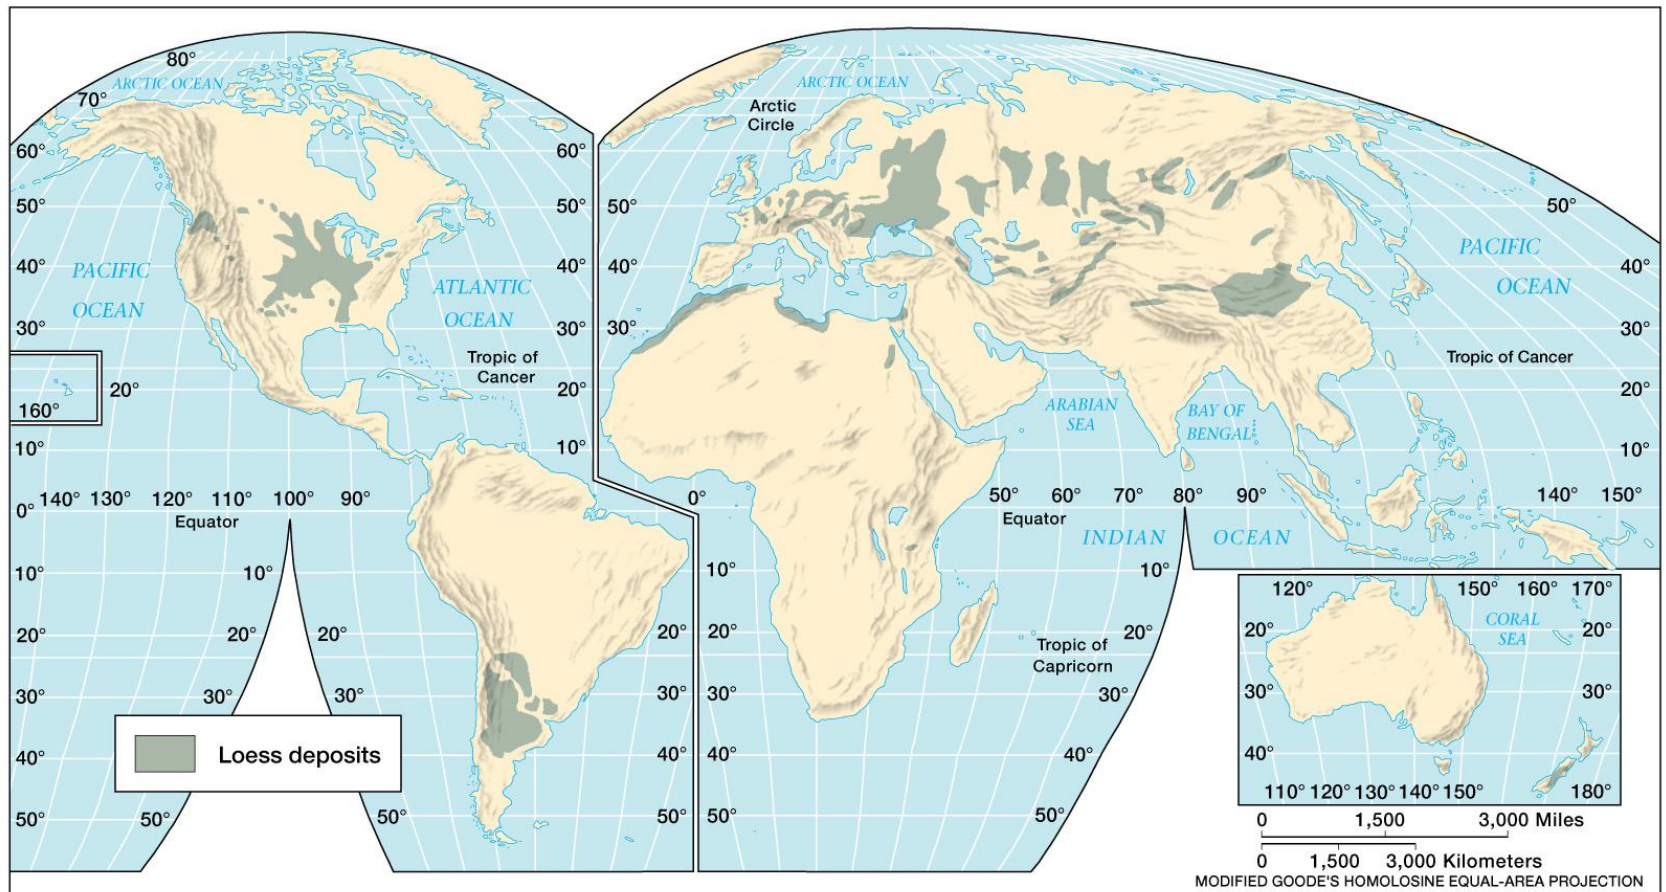 80°
ARCTIC OCEAN
70°
60°
60°
50°
50°
PACIFIC
OCEAN
40°
40°
ATLANTIC
OCEAN
30°
30°
Tropic of
Cancer
20°
160°
10°
10°
140° 130° 120° 110° 100° 90°
0°
Equator
10°
10°
20°
20°
20°
20°
30°
30°
30°
30°
40°
40°
50°
50°
50°
50°
Loess deposits
ARCTIC OCEAN
Arctic
Circle
50°
50°
40°
40°
PACIFIC
OCEAN
30°
30°
Tropic of Cancer
20°
ARABIAN
SEA
BAY OF
BENGAL
10°
0°
50° 60° 70° 80° 90°
140° 150°
Equator
INDIAN OCEAN
10°
10°
20°
20°
Tropic of
Capricorn
30°
30°
40°
40°
50°
50°
120° 150° 160° 170°
CORAL
SEA
20°
20°
30°
30°
40°
110° 120° 130° 140° 150° 180°
0 1,500 3,000 Miles
0 1,500 3,000 Kilometers
MODIFIED GOODE'S HOMOLOSINE EQUAL-AREA PROJECTION